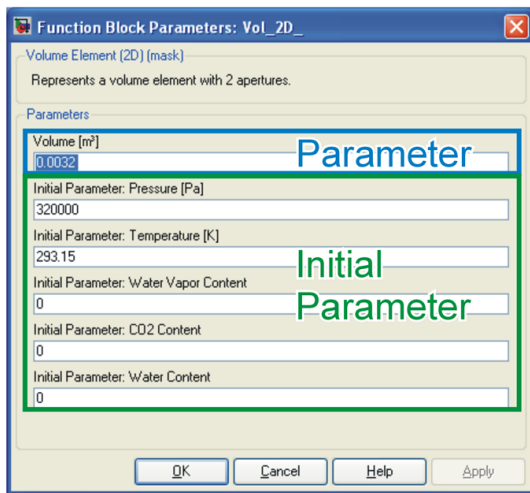 Function Block Parameters: Vol_2D_
Volume Element (2D) (mask)
Represents a volume element with 2 apertures.
Parameters
Volume [m³]
0.0032
Parameter
Initial Parameter: Pressure [Pa]
320000
Initial Parameter: Temperature [K]
293.15
Initial
Parameter
Initial Parameter: Water Vapor Content
0
Initial Parameter: CO2 Content
0
Initial Parameter: Water Content
0
OK Cancel Help Apply